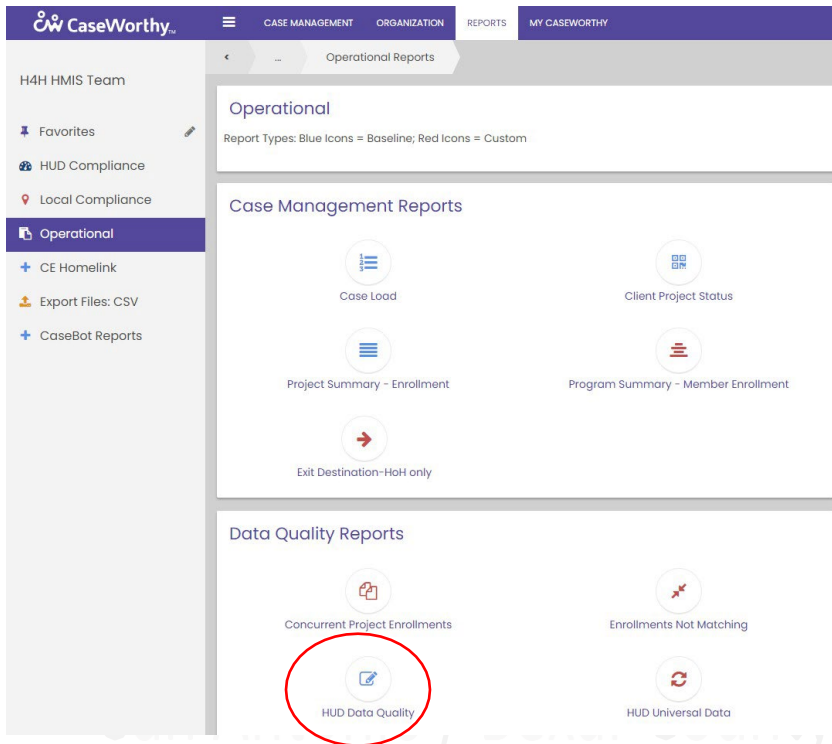 CaseWorthy™
CASE MANAGEMENT ORGANIZATION REPORTS MY CASEWORTHY
... Operational Reports
H4H HMIS Team
Favorites
HUD Compliance
Local Compliance
Operational
CE Homelink
Export Files: CSV
CaseBot Reports
Operational
Report Types: Blue Icons = Baseline; Red Icons = Custom
Case Management Reports
Case Load
Client Project Status
Project Summary - Enrollment
Program Summary - Member Enrollment
Exit Destination-HoH only
Data Quality Reports
Concurrent Project Enrollments
Enrollments Not Matching
HUD Data Quality
HUD Universal Data